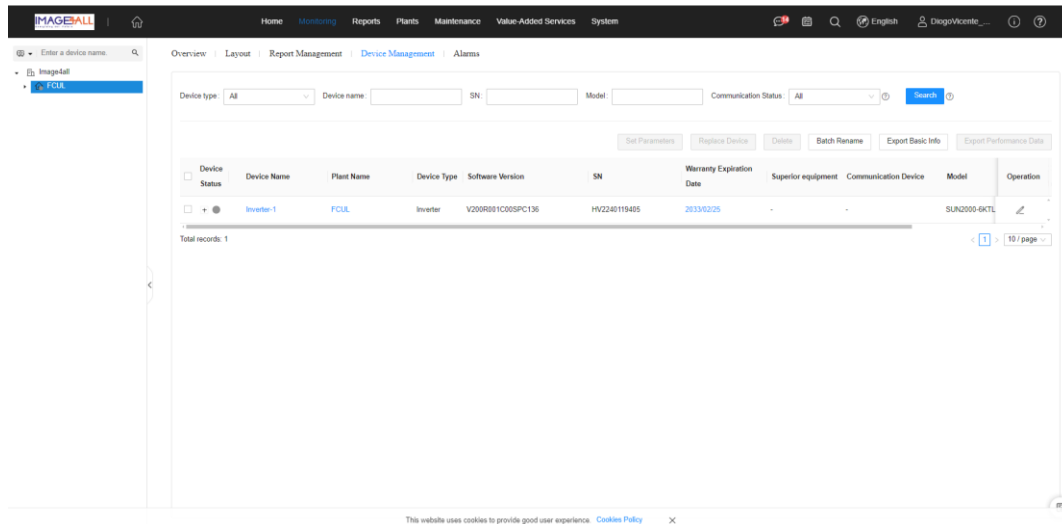 IMAGE4ALL
Home Monitoring Reports Plants Maintenance Value-Added Services System
14 English DiogoVicente_...
Enter a device name.
Image4all
FCUL
Overview | Layout | Report Management | Device Management | Alarms
Device type: All Device name: SN: Model: Communication Status: All Search
Set Parameters Replace Device Delete Batch Rename Export Basic Info Export Performance Data
Device Status Device Name Plant Name Device Type Software Version SN Warranty Expiration Date Superior equipment Communication Device Model Operation
Inverter-1 FCUL Inverter V200R001C00SPC136 HV2240119405 2033/02/25 - - SUN2000-6KTL
Total records: 1 < 1 > 10 / page
This website uses cookies to provide good user experience. Cookies Policy X